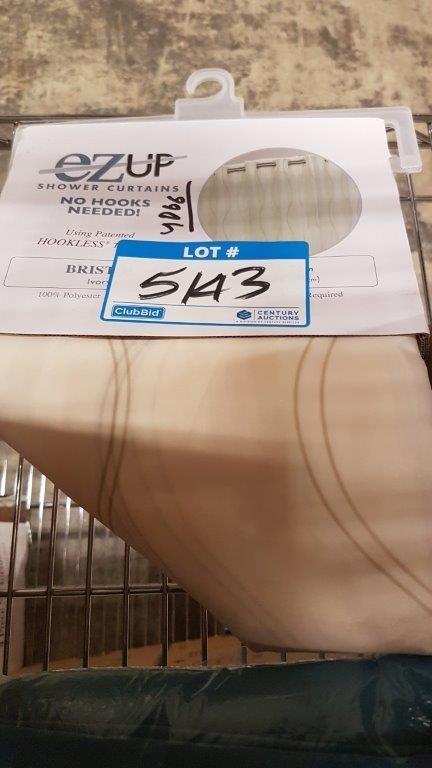 ezUP
SHOWER CURTAINS
NO HOOKS
NEEDED!
Using Patented
HOOKLESS®
LOT #
5143
BRIST
Ivor
100% Polyester
Required
ClubBid
CENTURY
AUCTIONS